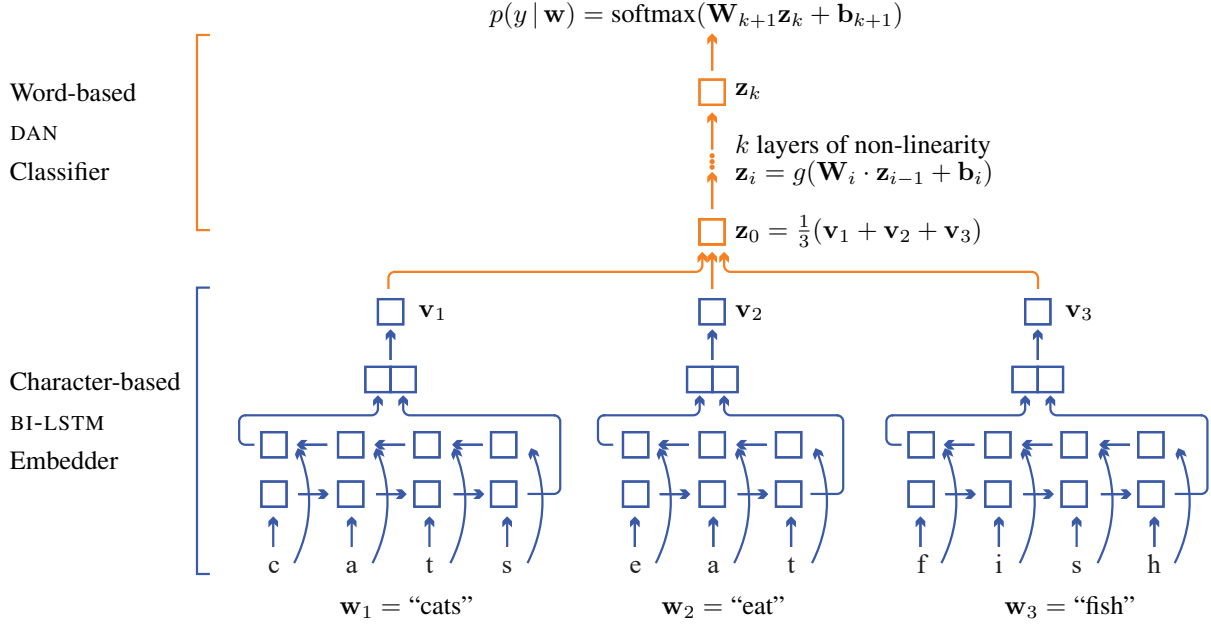 p(y | w) = softmax(W_{k+1}z_k + b_{k+1})
Word-based
DAN
Classifier
z_k
k layers of non-linearity
z_i = g(W_i · z_{i−1} + b_i)
z_0 = \frac{1}{3}(v_1 + v_2 + v_3)
v_1 v_2 v_3
Character-based
BI-LSTM
Embedder
c a t s e a t f i s h
w_1 = “cats” w_2 = “eat” w_3 = “fish”